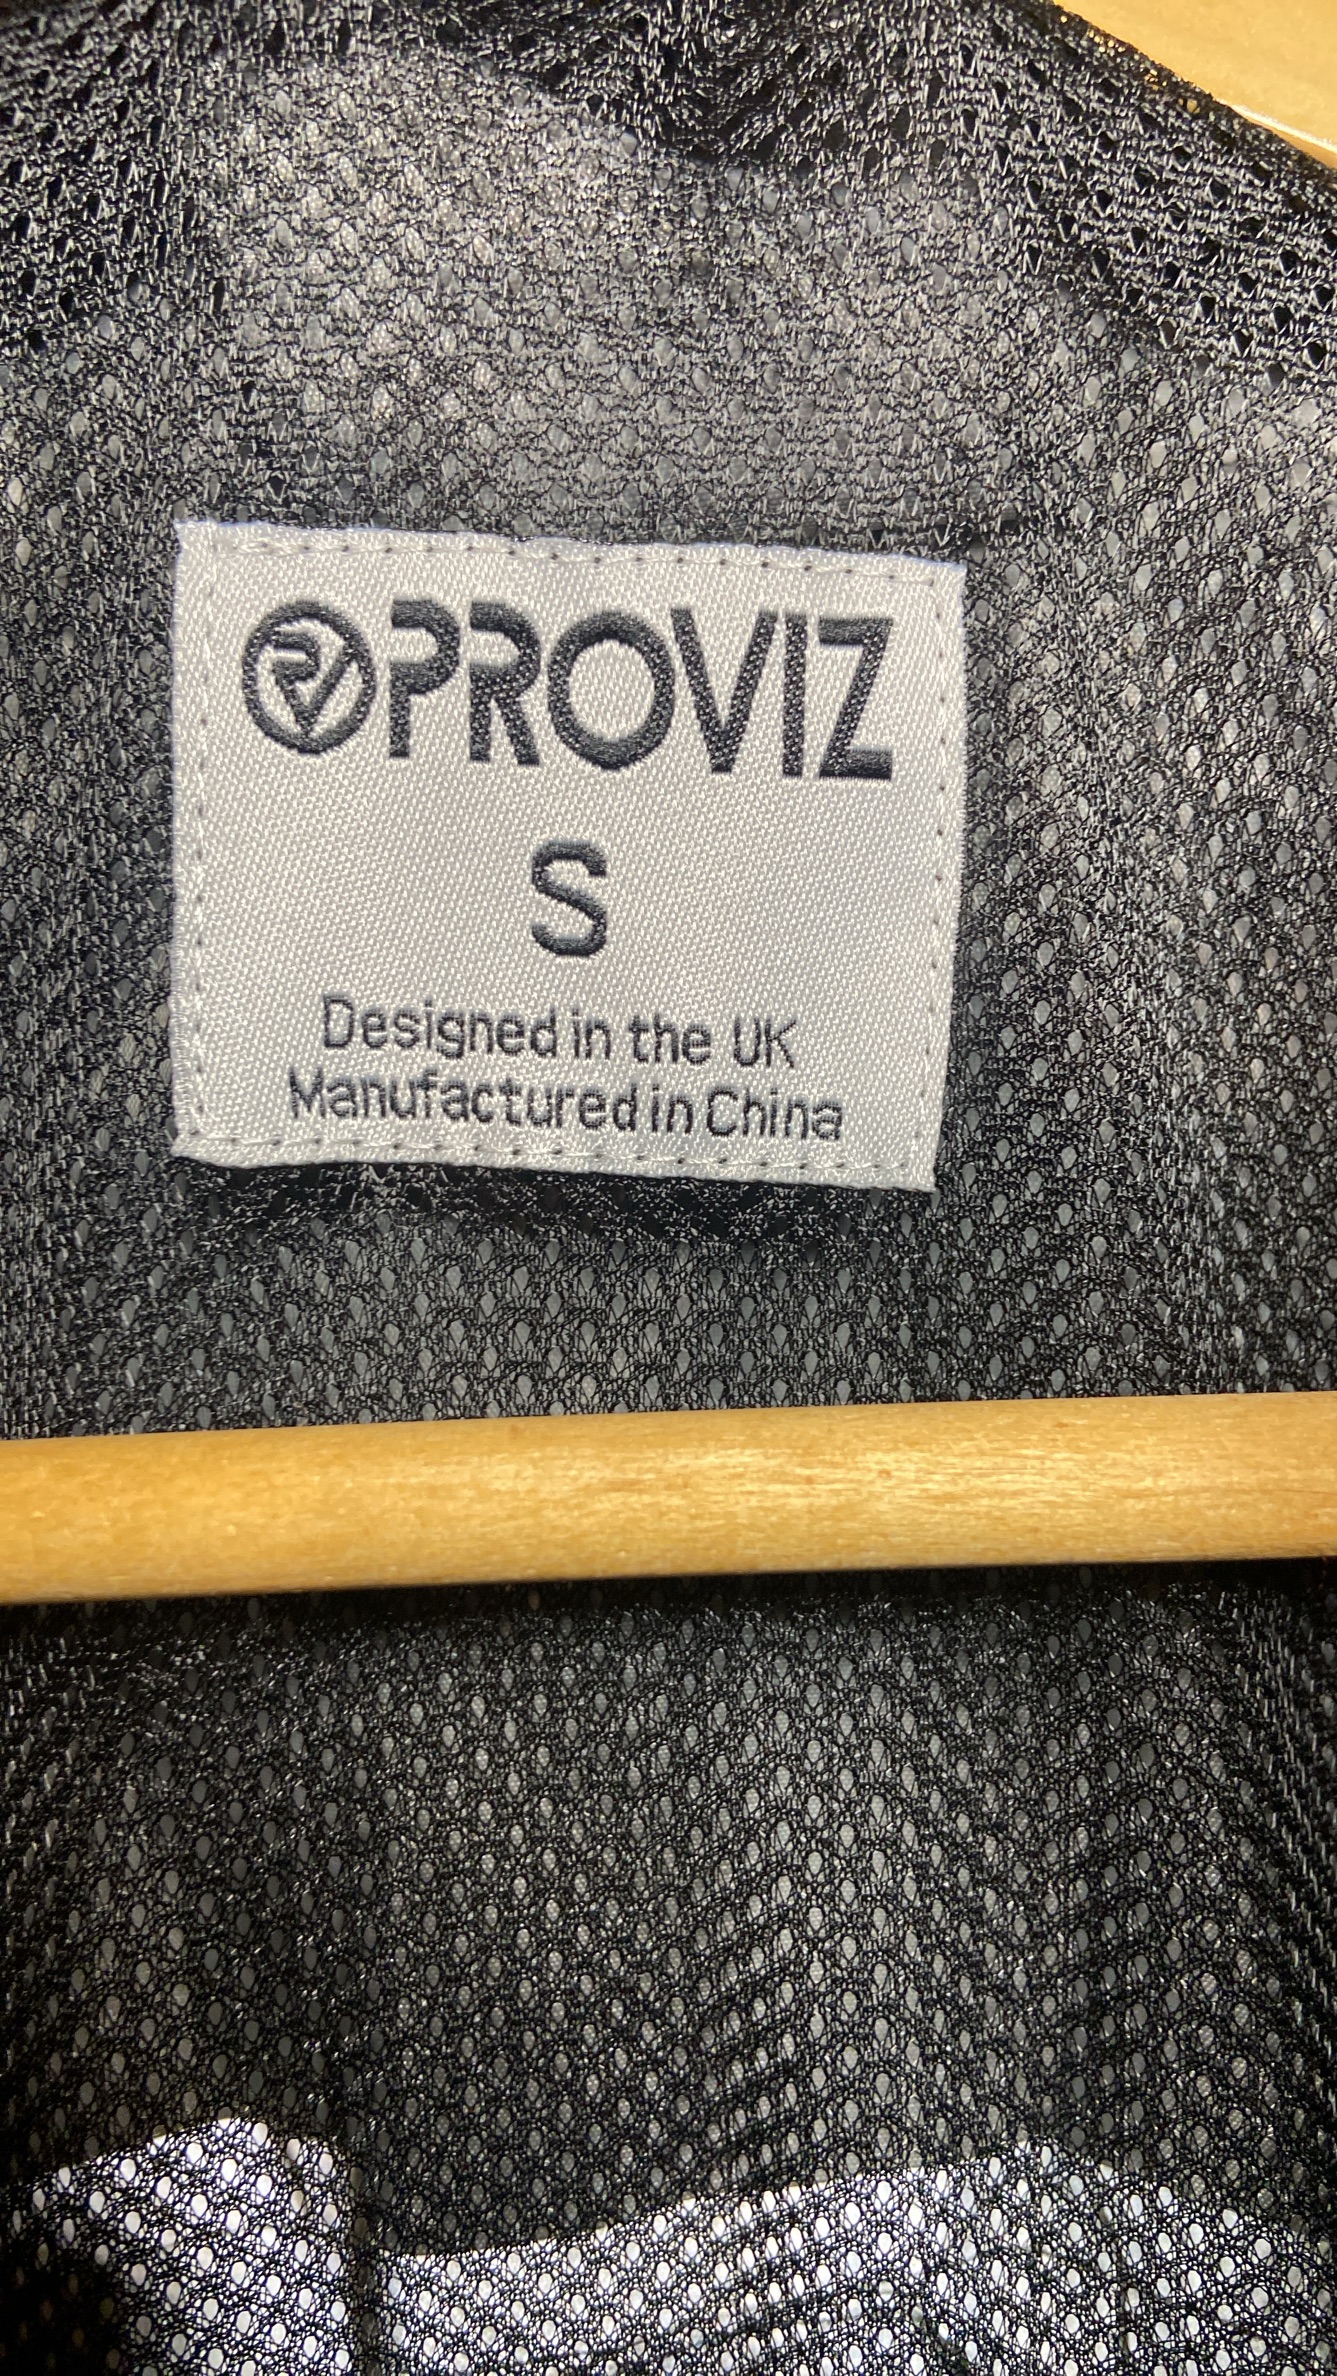 PROVIZ
S
Designed in the UK
Manufactured in China